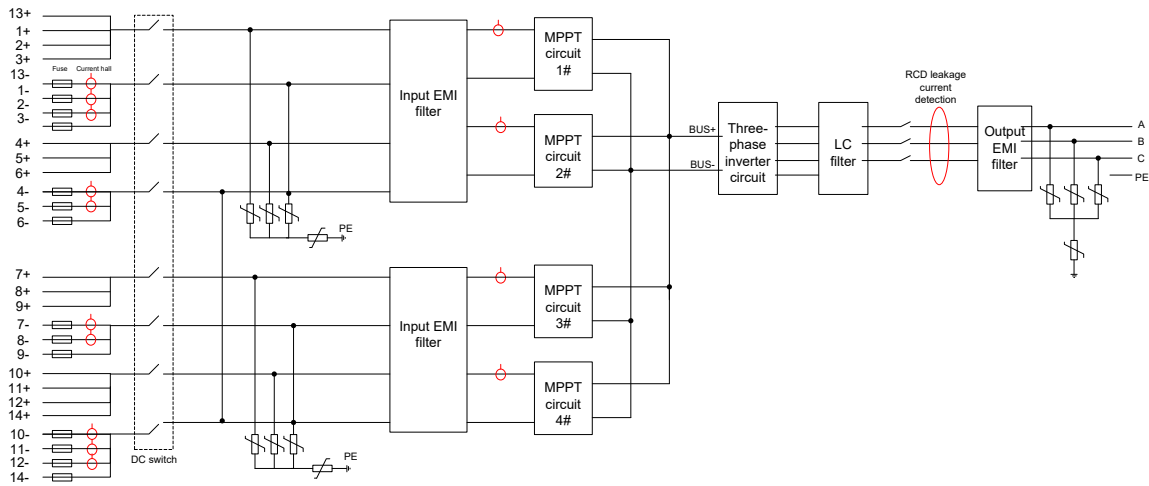 13+
1+
2+
3+
13-
1-
2-
3-
Fuse
Current hall
4+
5+
6+
4-
5-
6-
7+
8+
9+
7-
8-
9-
10+
11+
12+
14+
10-
11-
12-
14-
DC switch
Input EMI
filter
PE
Input EMI
filter
PE
MPPT
circuit
1#
MPPT
circuit
2#
MPPT
circuit
3#
MPPT
circuit
4#
BUS+
BUS-
Three-
phase
inverter
circuit
LC
filter
RCD leakage
current
detection
Output
EMI
filter
A
B
C
PE